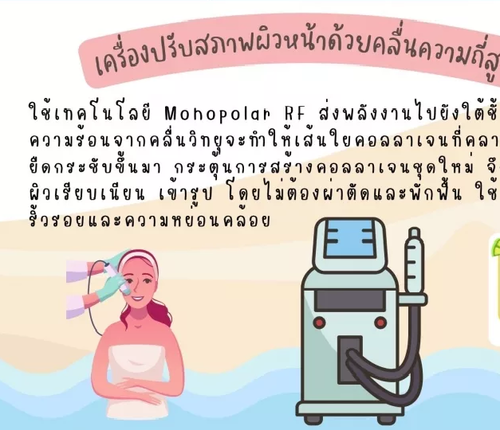 เครื่องปรับสภาพผิวหน้าด้วยคลื่นความถี่สู
ใช้เทคโนโลยี Monopolar RF ส่งพลังงานไปยังใต้ชั้
ความร้อนจากคลื่นวิทยุจะทำให้เส้นใยคอลลาเจนที่คลา
ยืดกระชับขึ้นมา กระตุ้นการสร้างคอลลาเจนชุดใหม่ จึ
ผิวเรียบเนียน เข้ารูป โดยไม่ต้องผ่าตัดและพักฟื้น ใช้
ริ้วรอยและความหย่อนคล้อย